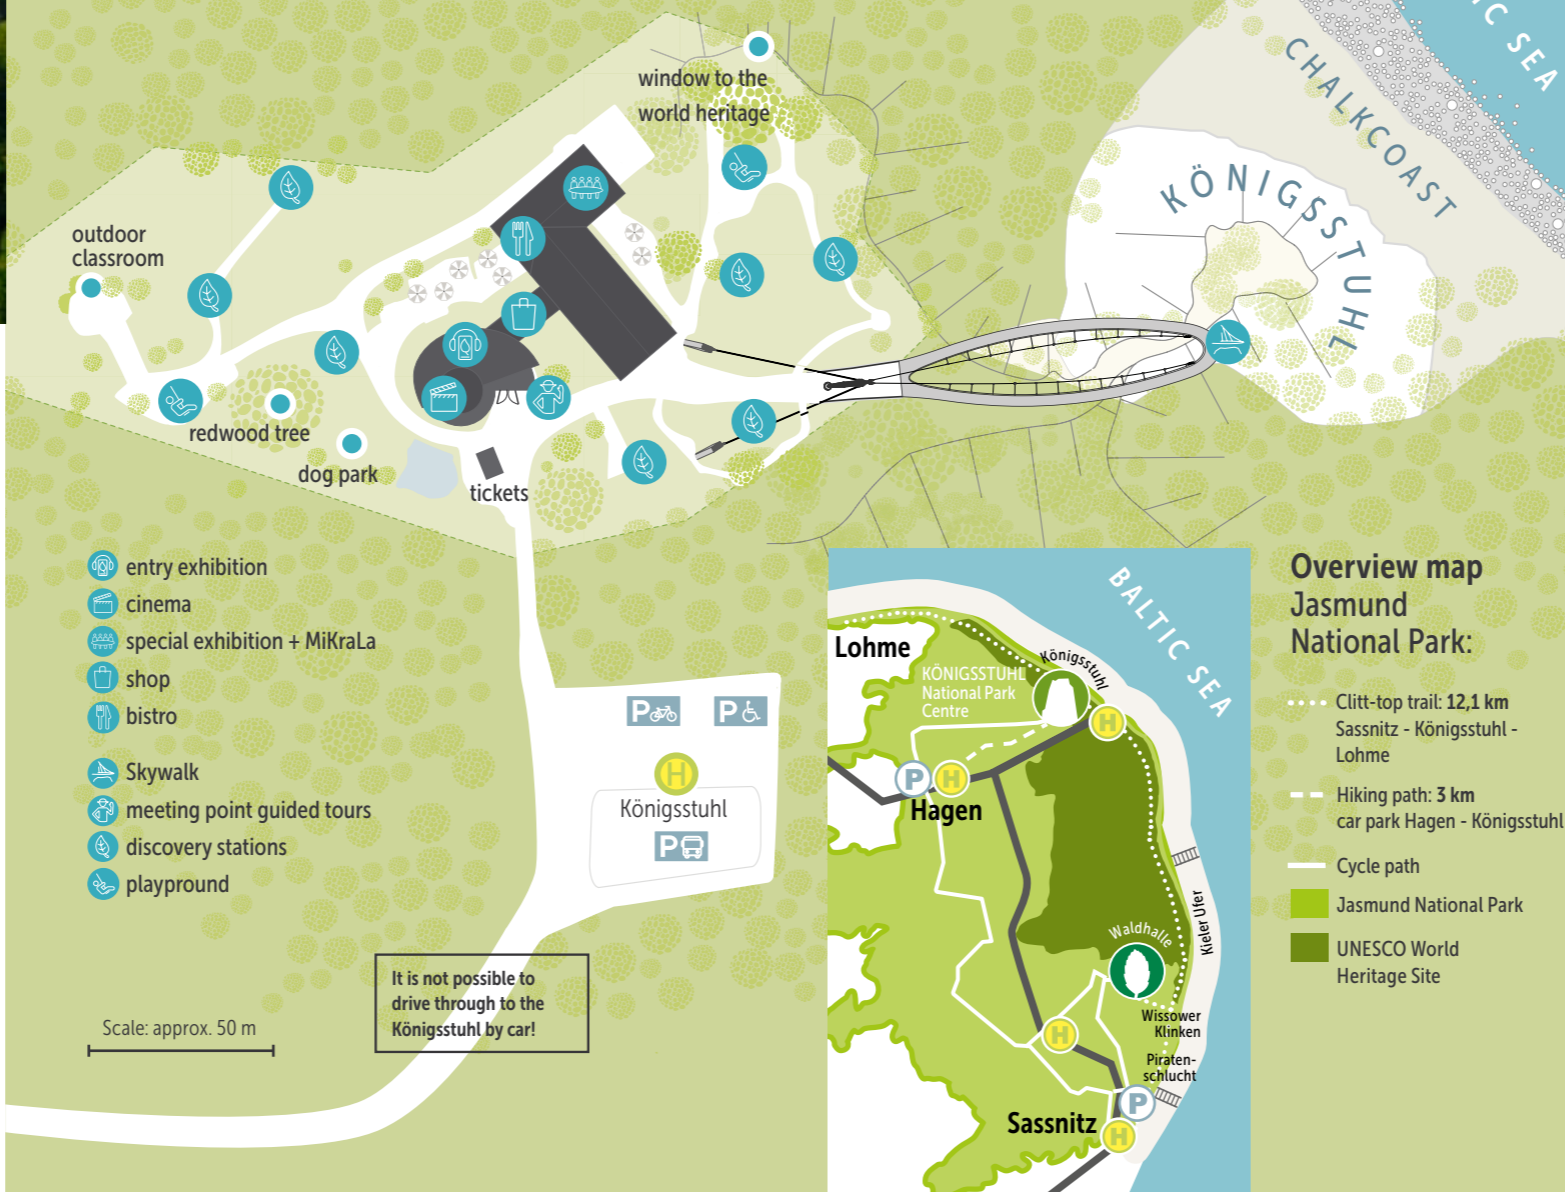 window to the
world heritage
IC SEA
CHALKCOAST
KÖNIGSSTUHL
outdoor
classroom
redwood tree
dog park
tickets
entry exhibition
cinema
special exhibition + MiKraLa
shop
bistro
Skywalk
meeting point guided tours
discovery stations
playpround
P
P
H
Königsstuhl
P
It is not possible to
drive through to the
Königsstuhl by car!
Scale: approx. 50 m
BALTIC SEA
Lohme
Königsstuhl
KÖNIGSSTUHL
National Park
Centre
H
P
H
Hagen
Kieler Ufer
Waldhalle
Wissower
Klinken
H
Piraten-
schlucht
P
Sassnitz
H
Overview map
Jasmund
National Park:
Clitt-top trail: 12,1 km
Sassnitz - Königsstuhl -
Lohme
Hiking path: 3 km
car park Hagen - Königsstuhl
Cycle path
Jasmund National Park
UNESCO World
Heritage Site